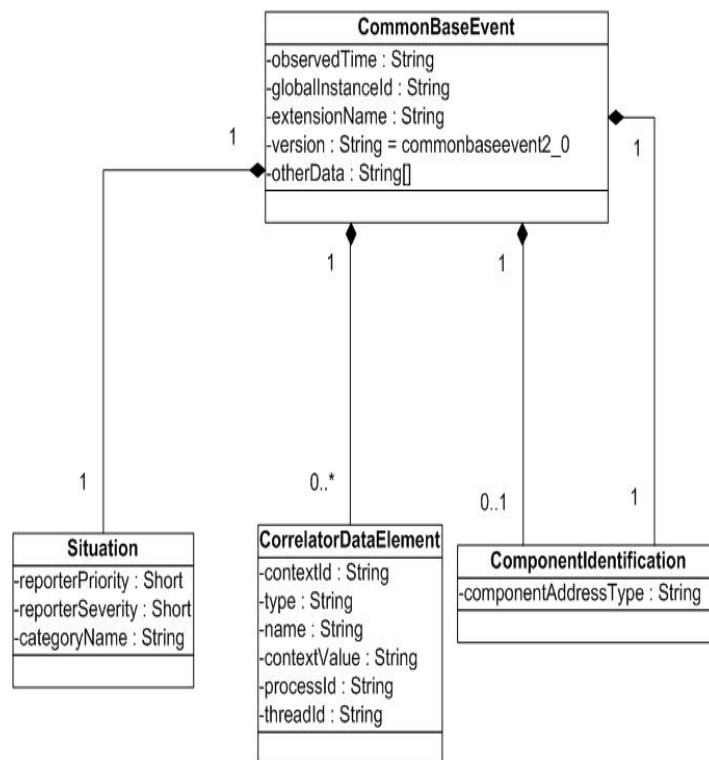 CommonBaseEvent
-observedTime : String
-globalInstanceId : String
-extensionName : String
-version : String = commonbaseevent2_0
-otherData : String[]
1
1
1
1
1
0..*
0..1
1
Situation
-reporterPriority : Short
-reporterSeverity : Short
-categoryName : String
CorrelatorDataElement
-contextId : String
-type : String
-name : String
-contextValue : String
-processId : String
-threadId : String
ComponentIdentification
-componentAddressType : String